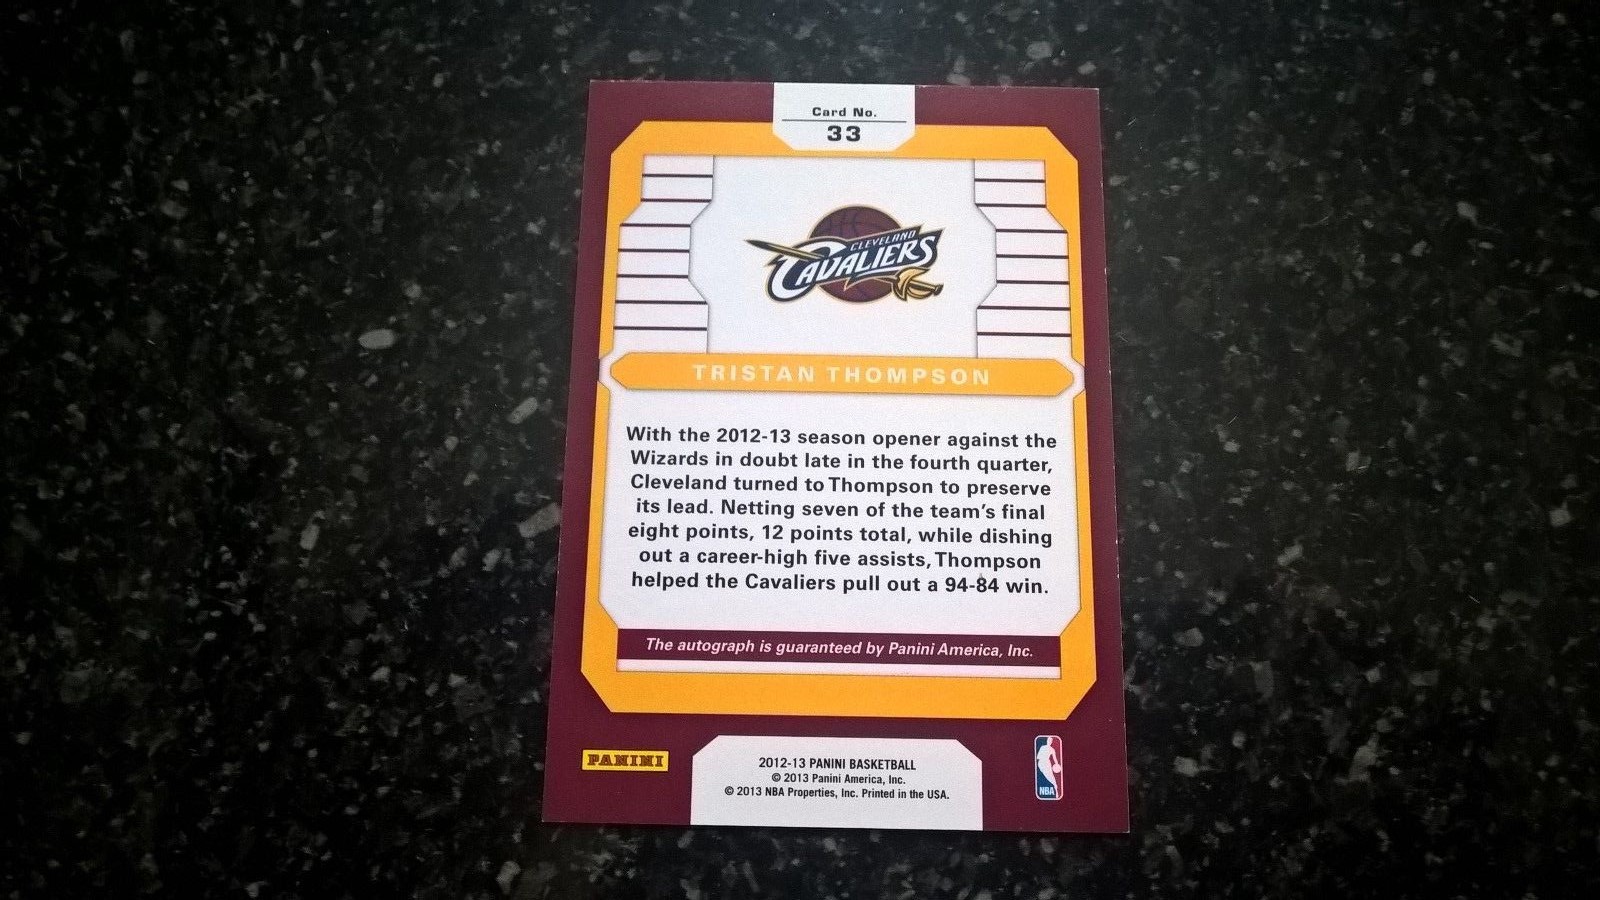 Card No.
33
CLEVELAND
CAVALIERS
TRISTAN THOMPSON
With the 2012-13 season opener against the
Wizards in doubt late in the fourth quarter,
Cleveland turned to Thompson to preserve
its lead. Netting seven of the team's final
eight points, 12 points total, while dishing
out a career-high five assists, Thompson
helped the Cavaliers pull out a 94-84 win.
The autograph is guaranteed by Panini America, Inc.
PANINI
2012-13 PANINI BASKETBALL
© 2013 Panini America, Inc.
© 2013 NBA Properties, Inc. Printed in the USA.
NBA